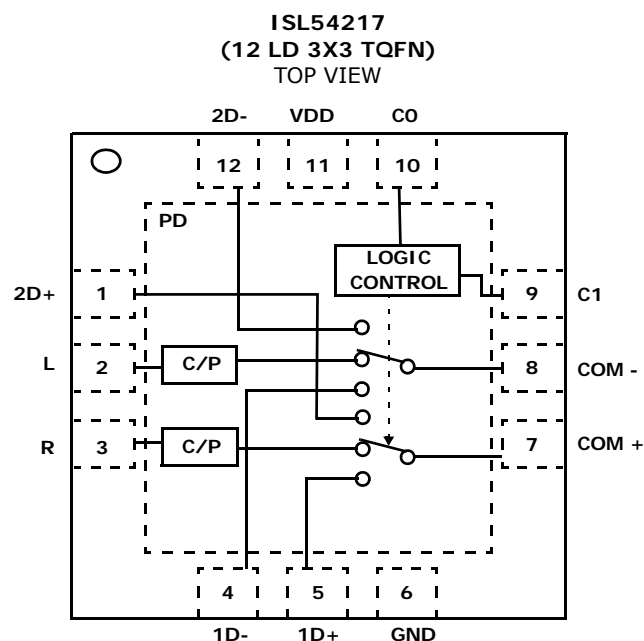 ISL54217
(12 LD 3X3 TQFN)
TOP VIEW
2D- VDD C0
12 11 10
PD
LOGIC
CONTROL
2D+ 1 9 C1
L 2 C/P 8 COM -
R 3 C/P 7 COM +
4 5 6
1D- 1D+ GND